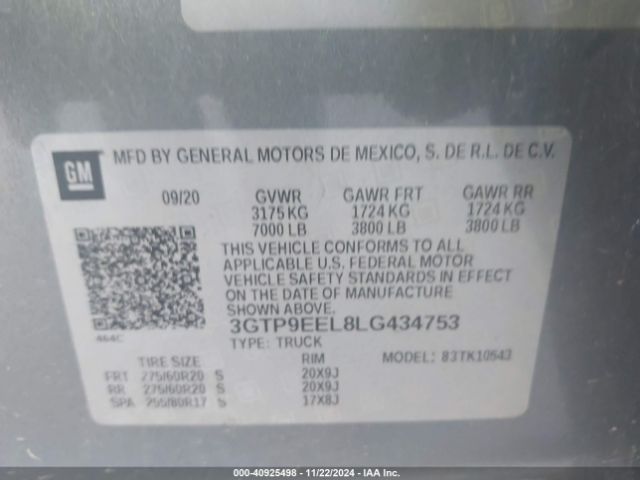 GM
MFD BY GENERAL MOTORS DE MEXICO, S. DE R.L. DE C.V.
09/20 GVWR GAWR FRT GAWR RR
3175 KG 1724 KG 1724 KG
7000 LB 3800 LB 3800 LB
THIS VEHICLE CONFORMS TO ALL
APPLICABLE U.S. FEDERAL MOTOR
VEHICLE SAFETY STANDARDS IN EFFECT
ON THE DATE OF MANUFACTURE
SHOWN ABOVE.
464C
3GTP9EEL8LG434753
TYPE: TRUCK MODEL: 83TK10543
TIRE SIZE RIM
FRT 275/60R20 S 20X9J
RR 275/60R20 S 20X9J
SPA 255/80R17 S 17X8J
000-40925498 - 11/22/2024 - IAA Inc.